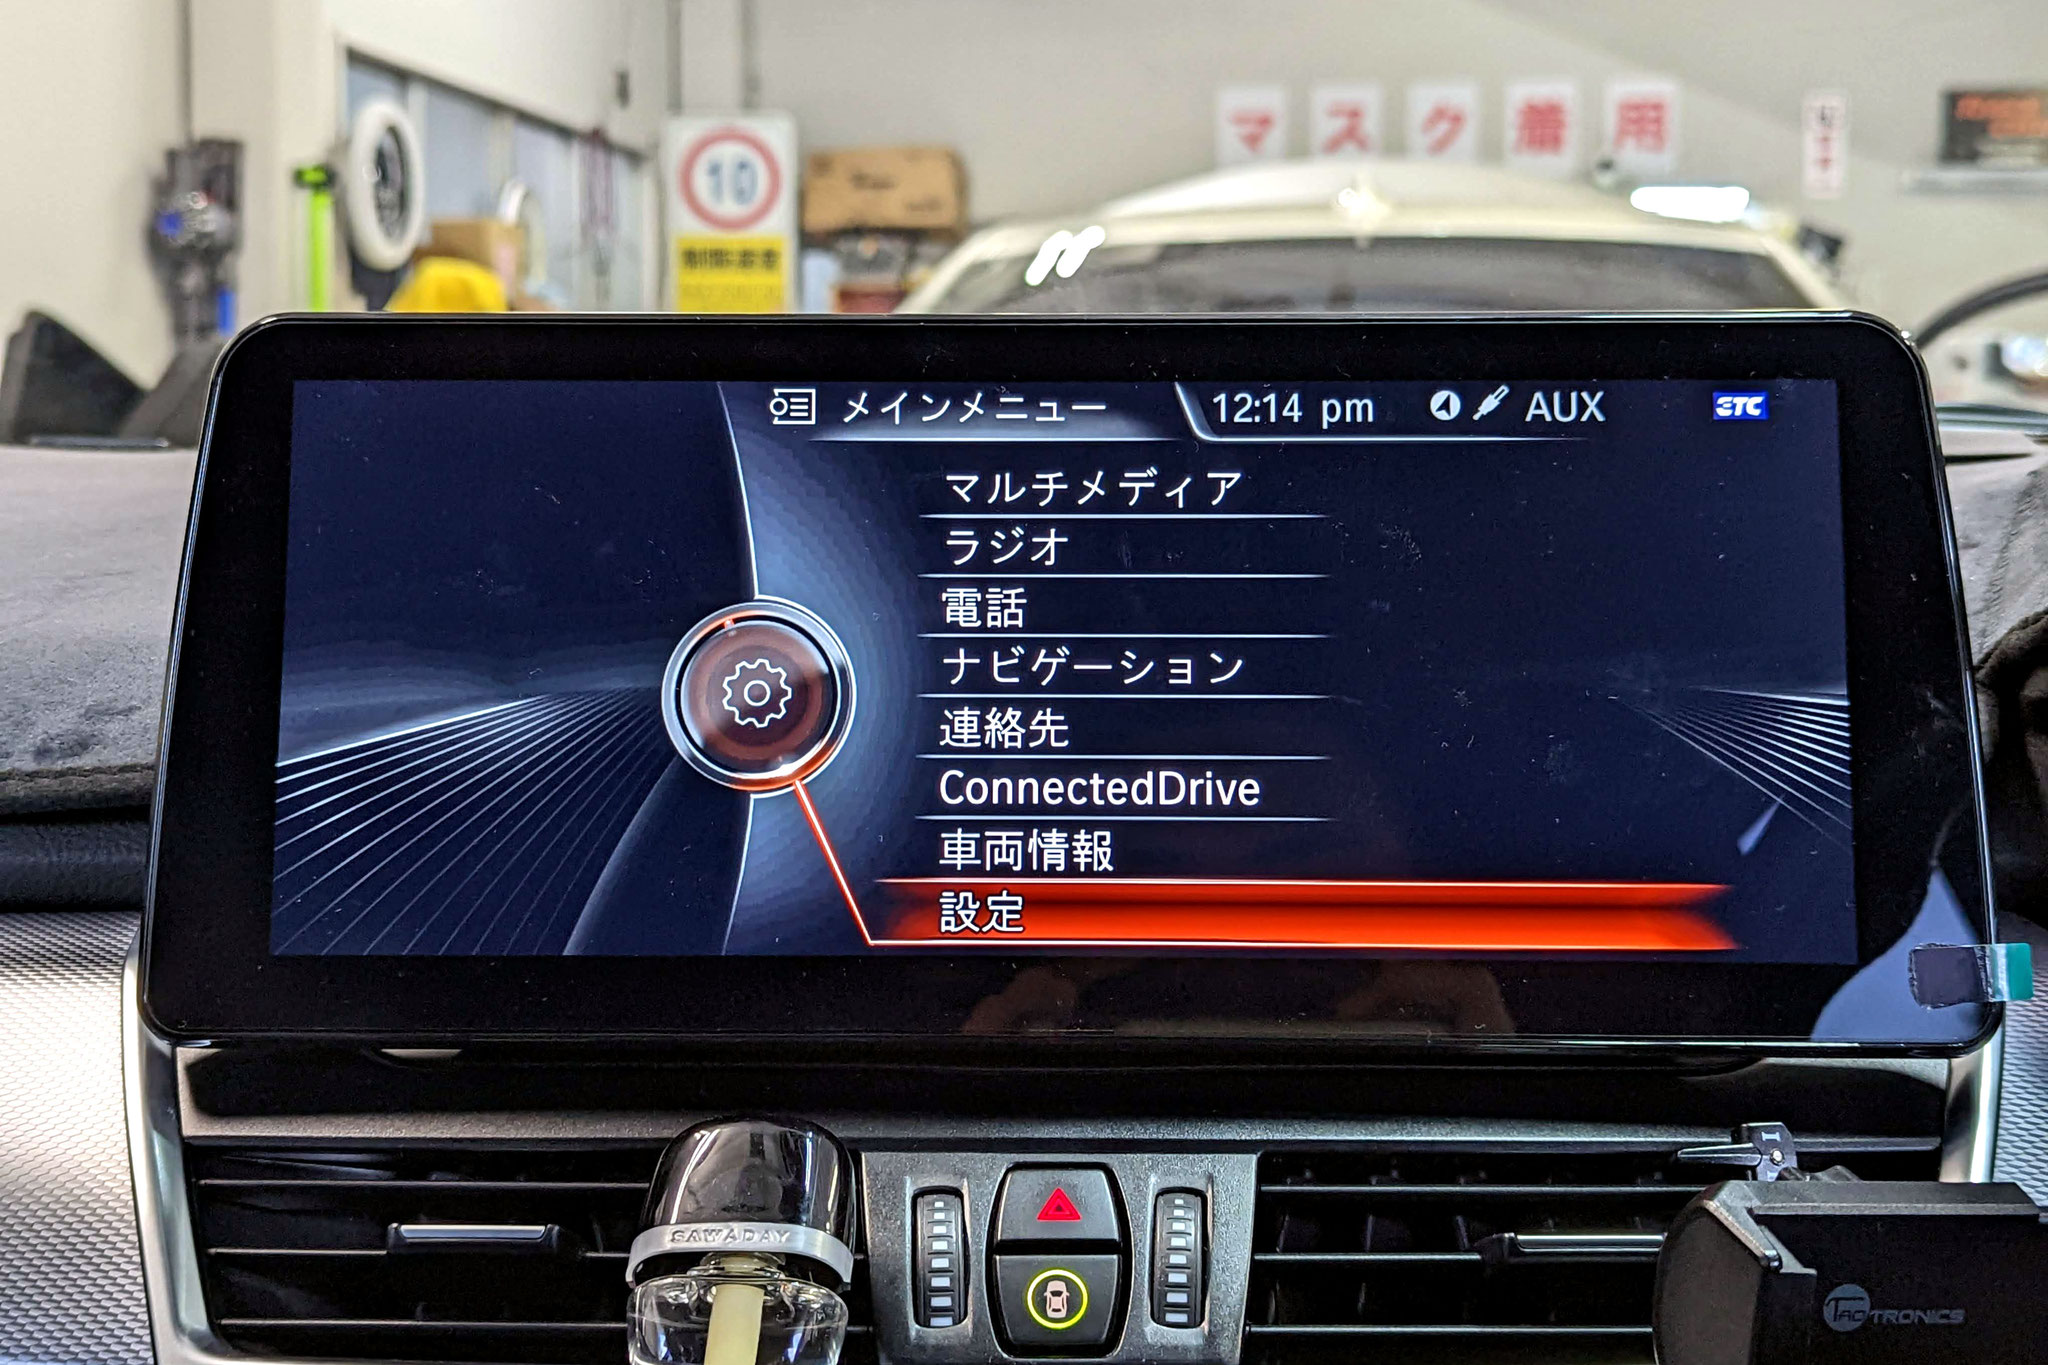 マスク着用
10
メインメニュー
12:14 pm
AUX
ETC
マルチメディア
ラジオ
電話
ナビゲーション
連絡先
ConnectedDrive
車両情報
設定
SAWADAY
TAOTRONICS